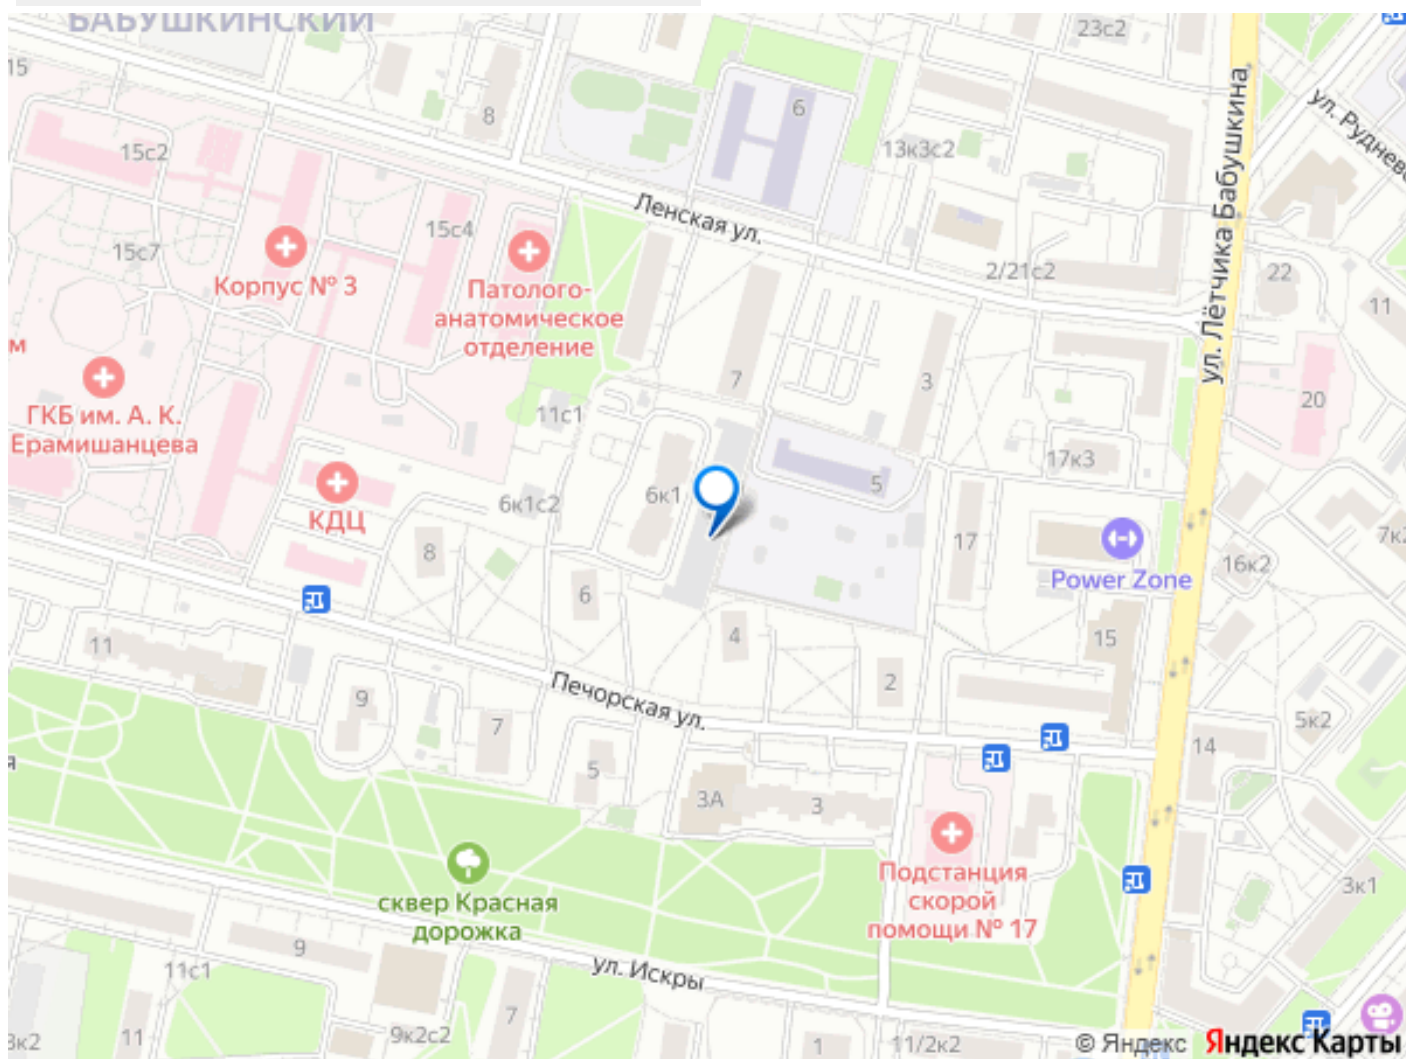 БАБУШКИНСКИЙ
23с2
15
8
6
15с2
13к3с2
ул. Лётчика Бабушкина
ул. Руднево
15с4
Ленская ул.
15с7
Корпус № 3
Патолого-
анатомическое
отделение
2/21с2
22
11
м
7
3
20
ГКБ им. А. К.
Ерамишанцева
11с1
17к3
КДЦ
6к1
5
6к1с2
8
17
Power Zone
16к2
7к2
6
4
15
11
2
Печорская ул.
9
7
5
14
5к2
я
3А
3
Подстанция
скорой
помощи № 17
3к1
сквер Красная
дорожка
9
11с1
ул. Искры
7
9к2с2
11
1
11/2к2
© Яндекс Яндекс Карты